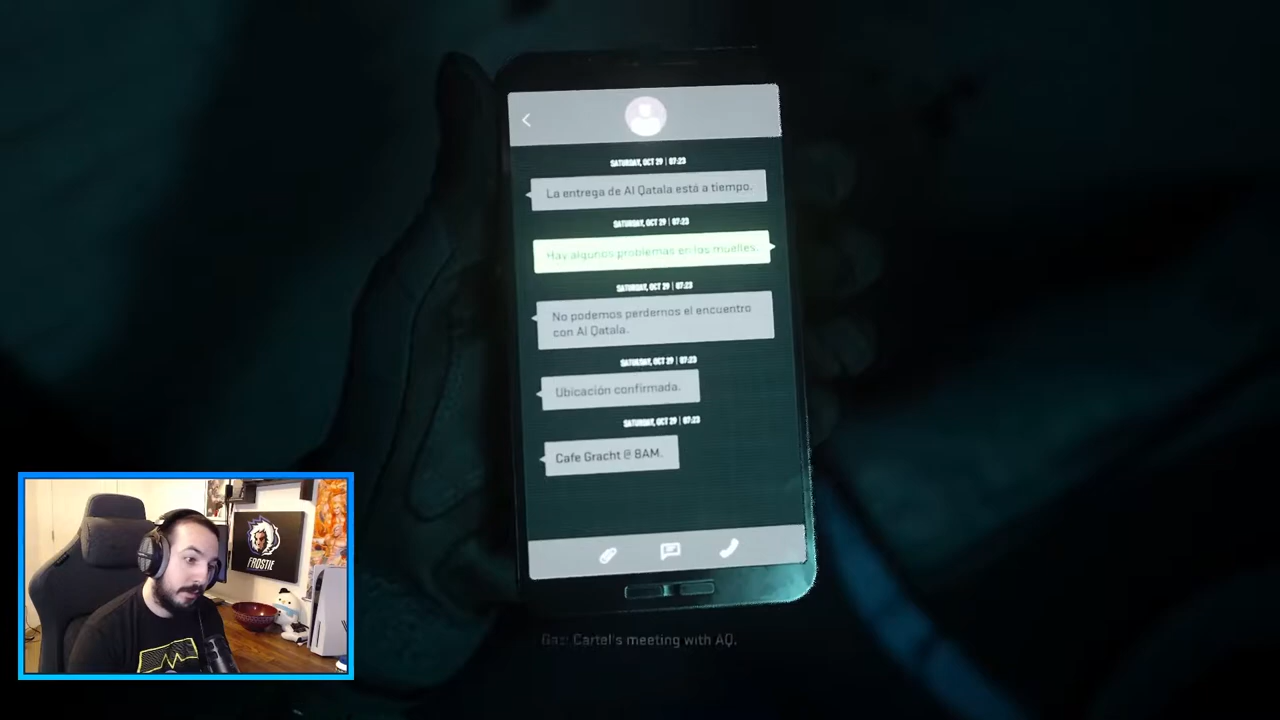 SATURDAY, OCT 29 | 07:23
La entrega de Al Qatala está a tiempo.
SATURDAY, OCT 29 | 07:23
Hay algunos problemas en los muelles.
SATURDAY, OCT 29 | 07:23
No podemos perdernos el encuentro
con Al Qatala.
SATURDAY, OCT 29 | 07:23
Ubicación confirmada.
SATURDAY, OCT 29 | 07:23
Cafe Gracht @ 8AM.
FROSTIE
Gaz: Cartel's meeting with AQ.